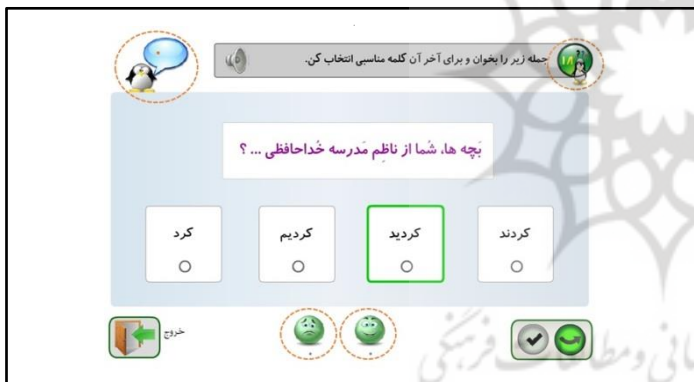 جمله زیر را بخوان و برای آخر آن کلمه مناسبی انتخاب کن.
۱۸
بَچه ها، شُما از ناظِم مَدرسه خُداحافظی ... ؟
کردند
کردید
کردیم
کرد
خروج